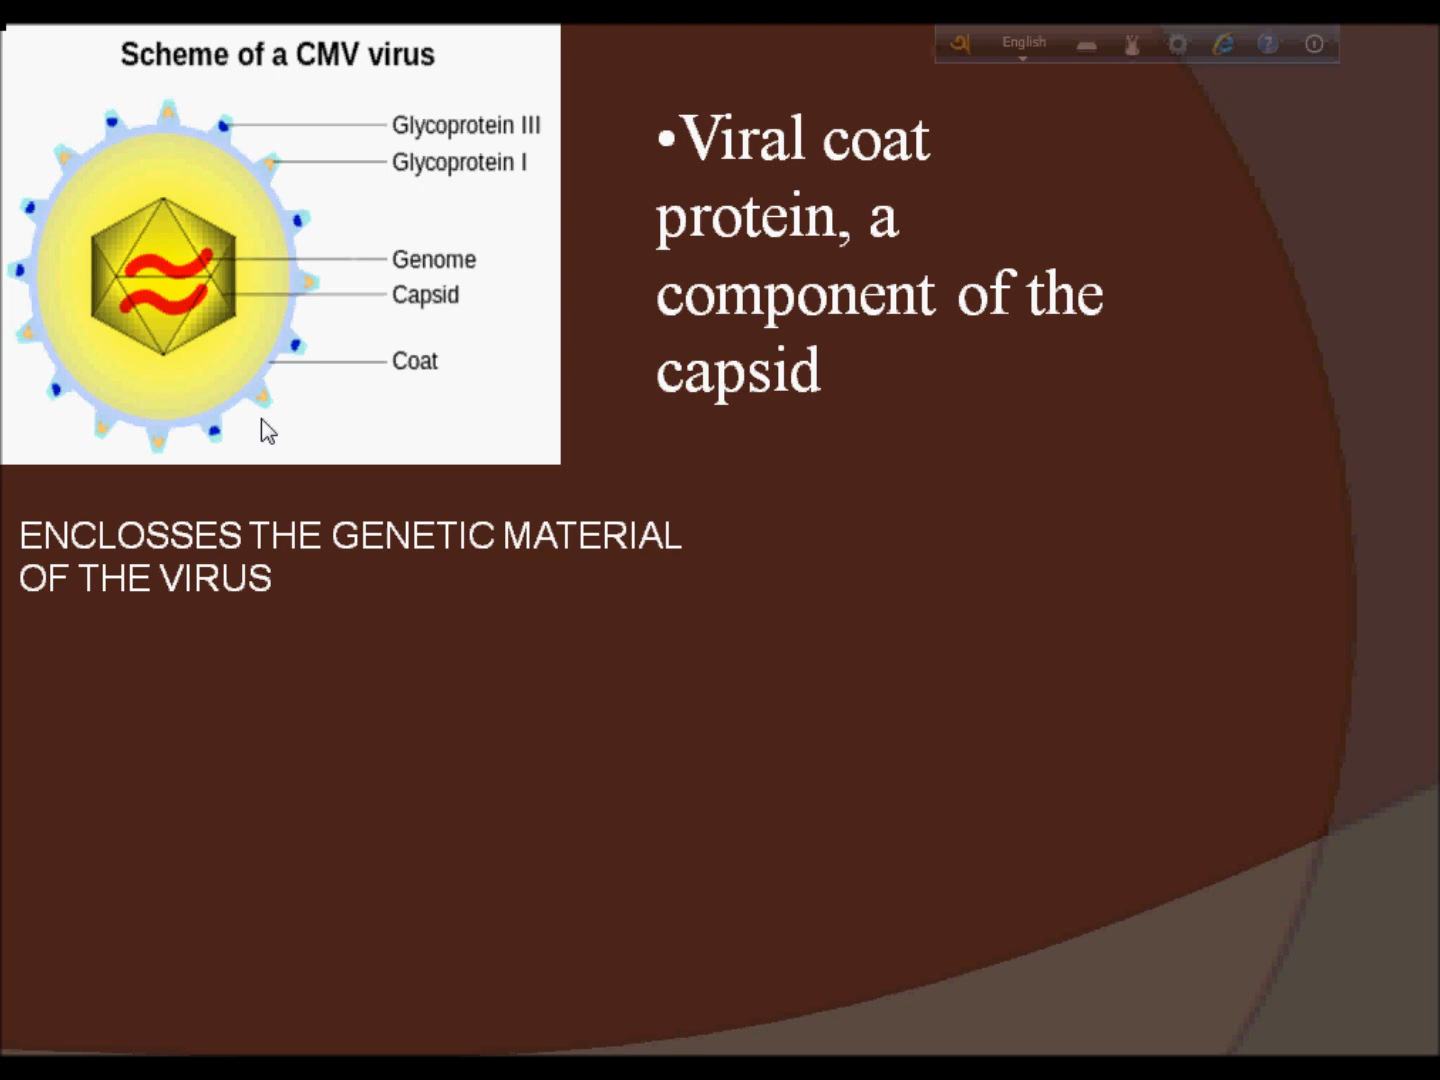 Scheme of a CMV virus
Glycoprotein III
Glycoprotein I
Genome
Capsid
Coat
অ
English
•Viral coat
protein, a
component of the
capsid
ENCLOSSES THE GENETIC MATERIAL
OF THE VIRUS